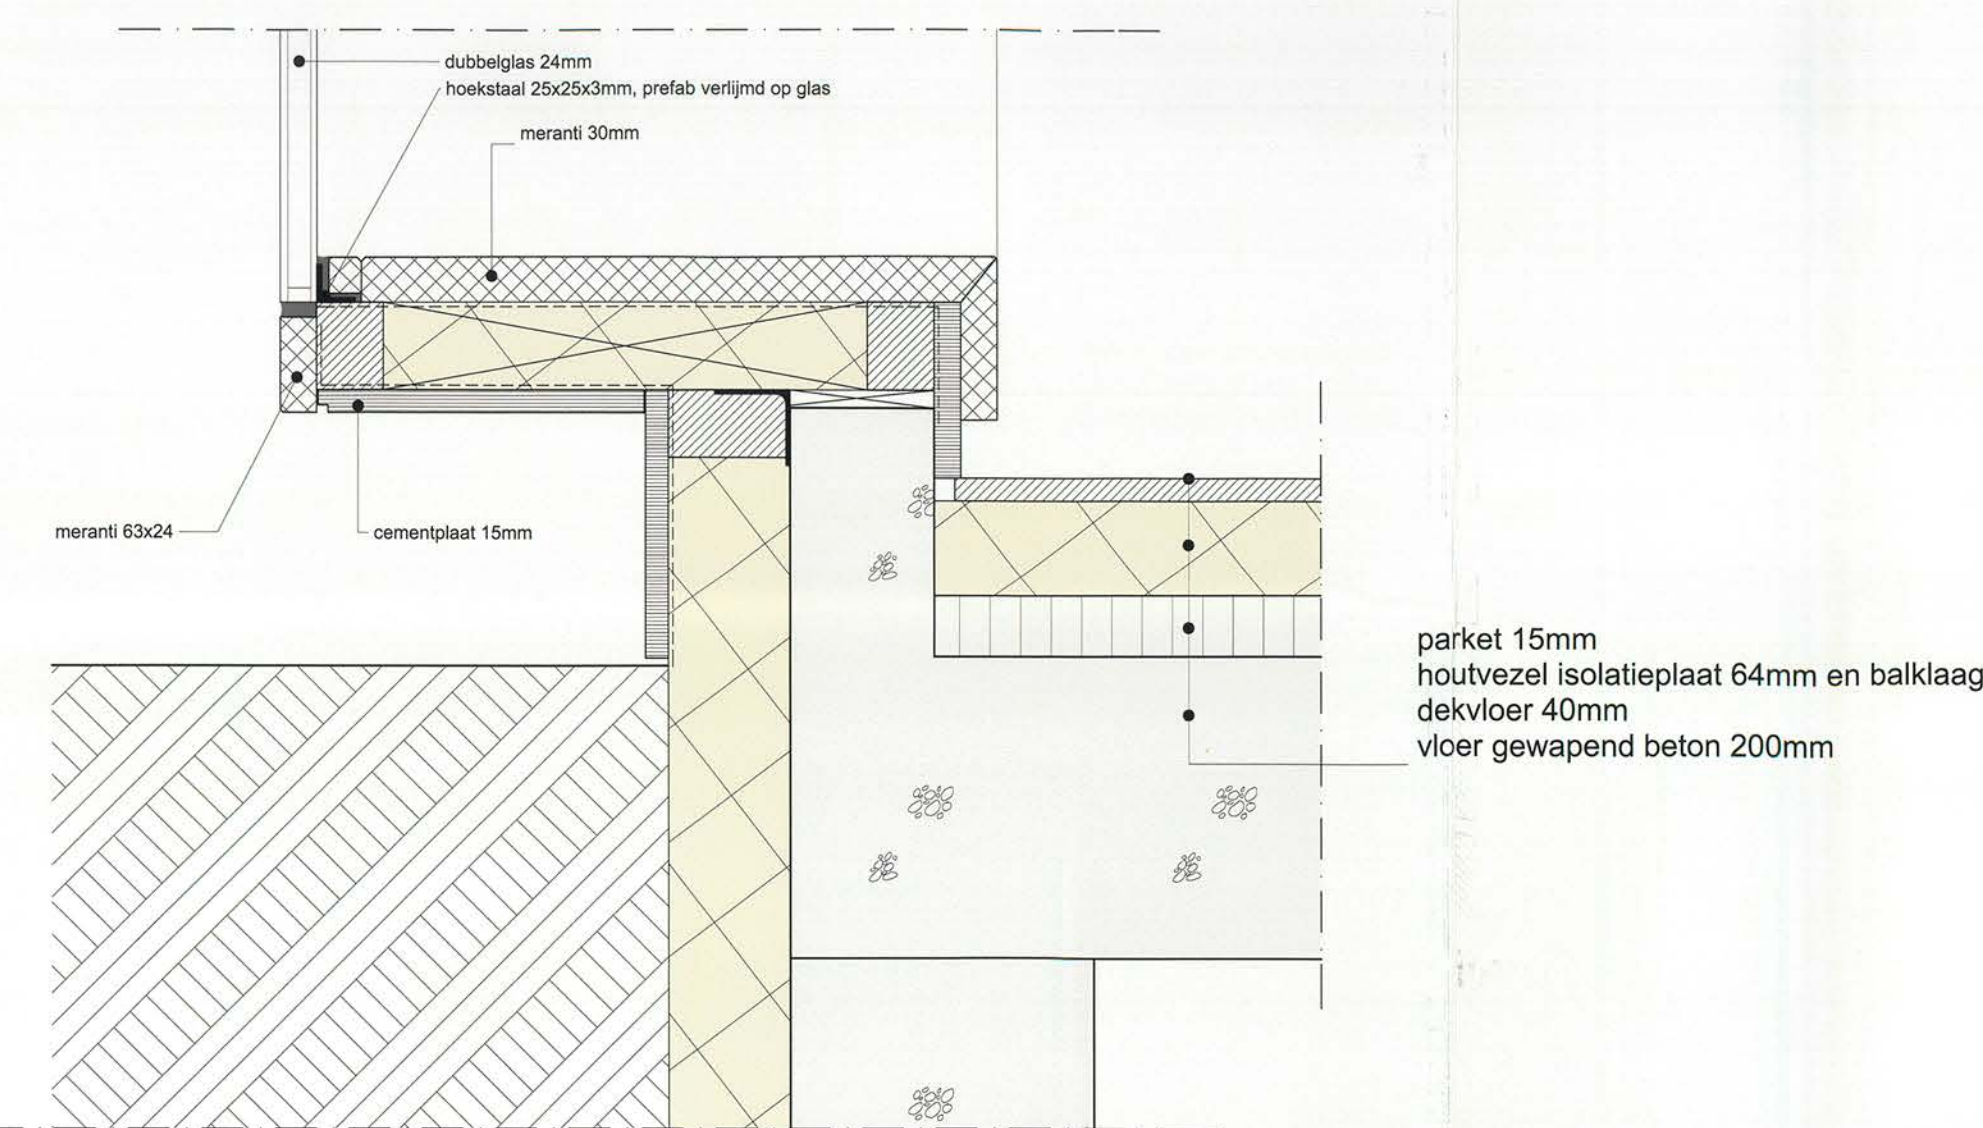 dubbelglas 24mm
hoekstaal 25x25x3mm, prefab verlijmd op glas
meranti 30mm
meranti 63x24
cementplaat 15mm
parket 15mm
houtvezel isolatieplaat 64mm en balklaag
dekvloer 40mm
vloer gewapend beton 200mm